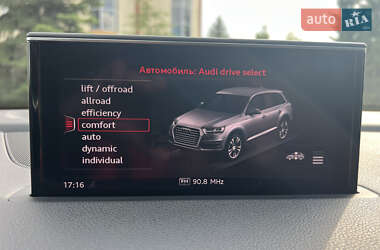 auto RIA
Автомобиль: Audi drive select
lift / offroad
allroad
efficiency
comfort
auto
dynamic
individual
17:16
FM 90.8 MHz